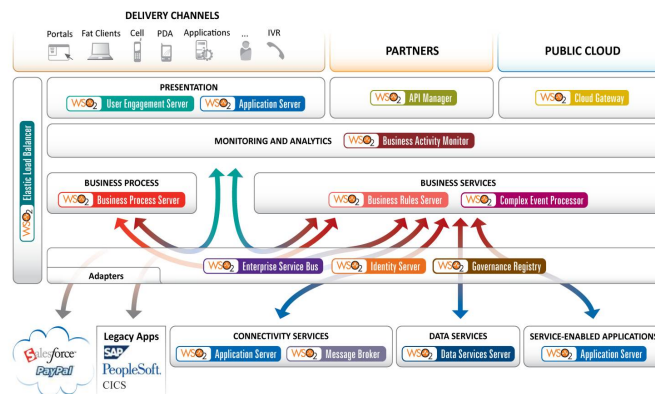 DELIVERY CHANNELS
Portals Fat Clients Cell PDA Applications ... IVR
PARTNERS
PUBLIC CLOUD
PRESENTATION
WSO2 User Engagement Server
WSO2 Application Server
WSO2 API Manager
WSO2 Cloud Gateway
WSO2 Elastic Load Balancer
MONITORING AND ANALYTICS
WSO2 Business Activity Monitor
BUSINESS PROCESS
WSO2 Business Process Server
BUSINESS SERVICES
WSO2 Business Rules Server
WSO2 Complex Event Processor
WSO2 Enterprise Service Bus
WSO2 Identity Server
WSO2 Governance Registry
Adapters
salesforce
PayPal
Legacy Apps
SAP
PeopleSoft.
CICS
CONNECTIVITY SERVICES
WSO2 Application Server
WSO2 Message Broker
DATA SERVICES
WSO2 Data Services Server
SERVICE-ENABLED APPLICATIONS
WSO2 Application Server